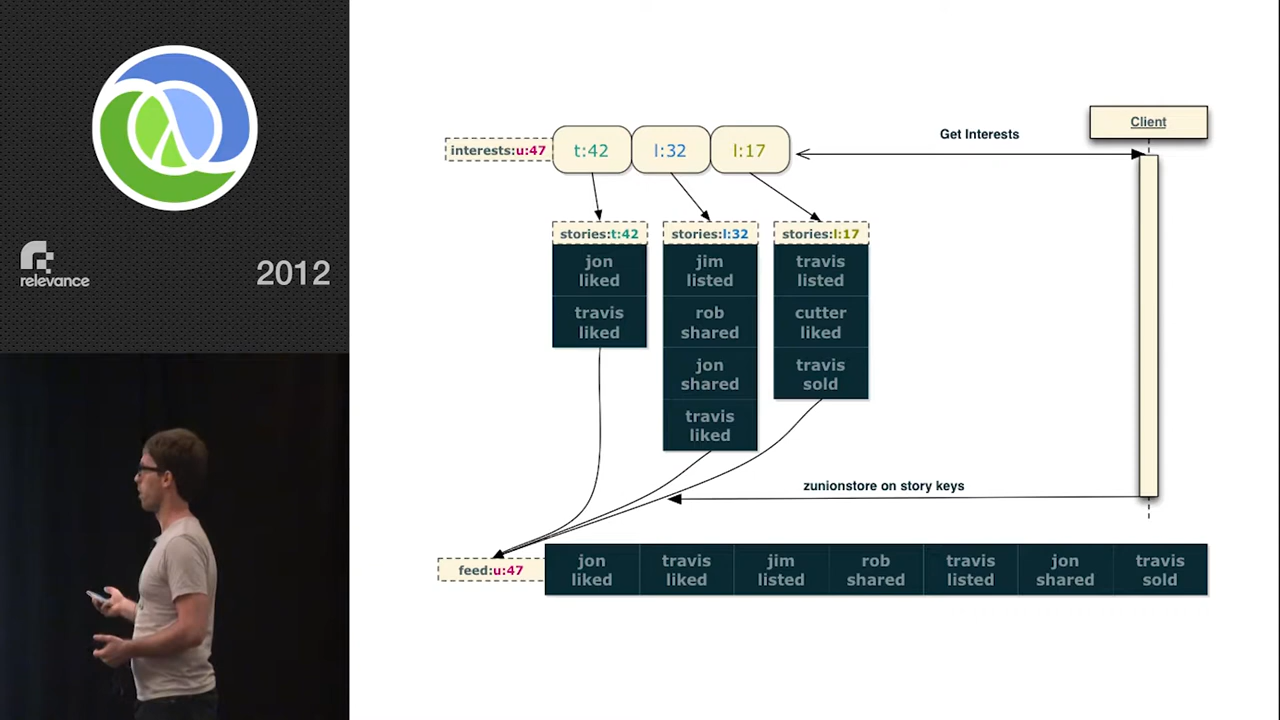 relevance
2012
Client
Get Interests
interests:u:47
t:42
l:32
l:17
stories:t:42
jon
liked
travis
liked
stories:l:32
jim
listed
rob
shared
jon
shared
travis
liked
stories:l:17
travis
listed
cutter
liked
travis
sold
zunionstore on story keys
feed:u:47
jon
liked
travis
liked
jim
listed
rob
shared
travis
listed
jon
shared
travis
sold